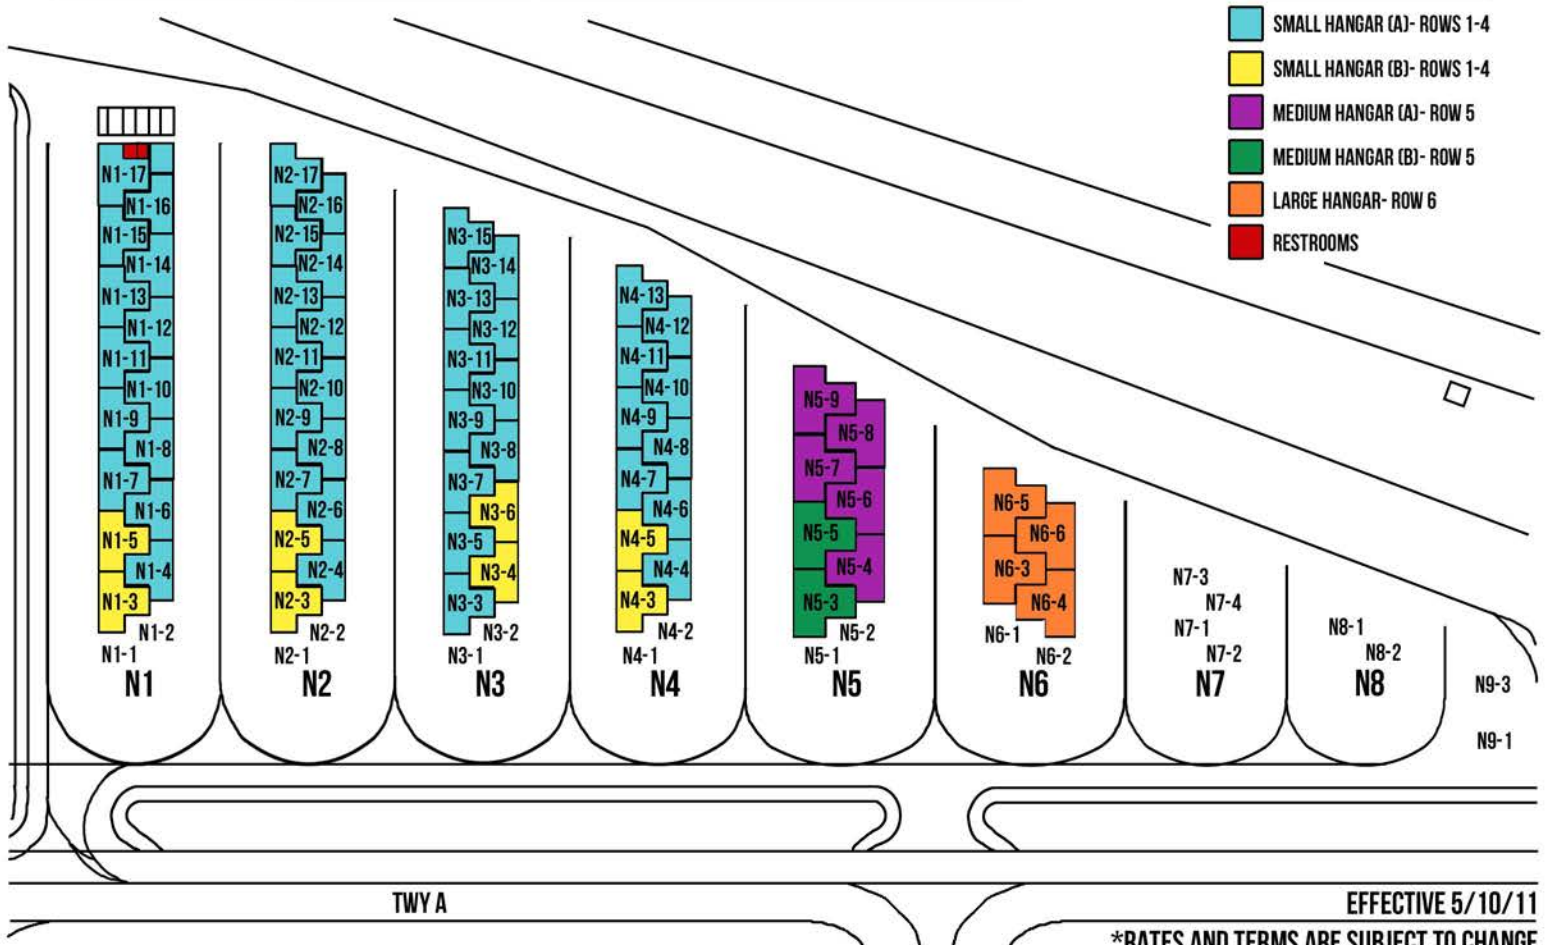 SMALL HANGAR (A)- ROWS 1-4
SMALL HANGAR (B)- ROWS 1-4
MEDIUM HANGAR (A)- ROW 5
MEDIUM HANGAR (B)- ROW 5
LARGE HANGAR- ROW 6
RESTROOMS
N1-17
N1-16
N1-15
N1-14
N1-13
N1-12
N1-11
N1-10
N1-9
N1-8
N1-7
N1-6
N1-5
N1-4
N1-3
N1-2
N1-1
N1
N2-17
N2-16
N2-15
N2-14
N2-13
N2-12
N2-11
N2-10
N2-9
N2-8
N2-7
N2-6
N2-5
N2-4
N2-3
N2-2
N2-1
N2
N3-15
N3-14
N3-13
N3-12
N3-11
N3-10
N3-9
N3-8
N3-7
N3-6
N3-5
N3-4
N3-3
N3-2
N3-1
N3
N4-13
N4-12
N4-11
N4-10
N4-9
N4-8
N4-7
N4-6
N4-5
N4-4
N4-3
N4-2
N4-1
N4
N5-9
N5-8
N5-7
N5-6
N5-5
N5-4
N5-3
N5-2
N5-1
N5
N6-5
N6-6
N6-3
N6-4
N6-1
N6-2
N6
N7-3
N7-4
N7-1
N7-2
N7
N8-1
N8-2
N8
N9-3
N9-1
TWY A
EFFECTIVE 5/10/11
*RATES AND TERMS ARE SUBJECT TO CHANGE